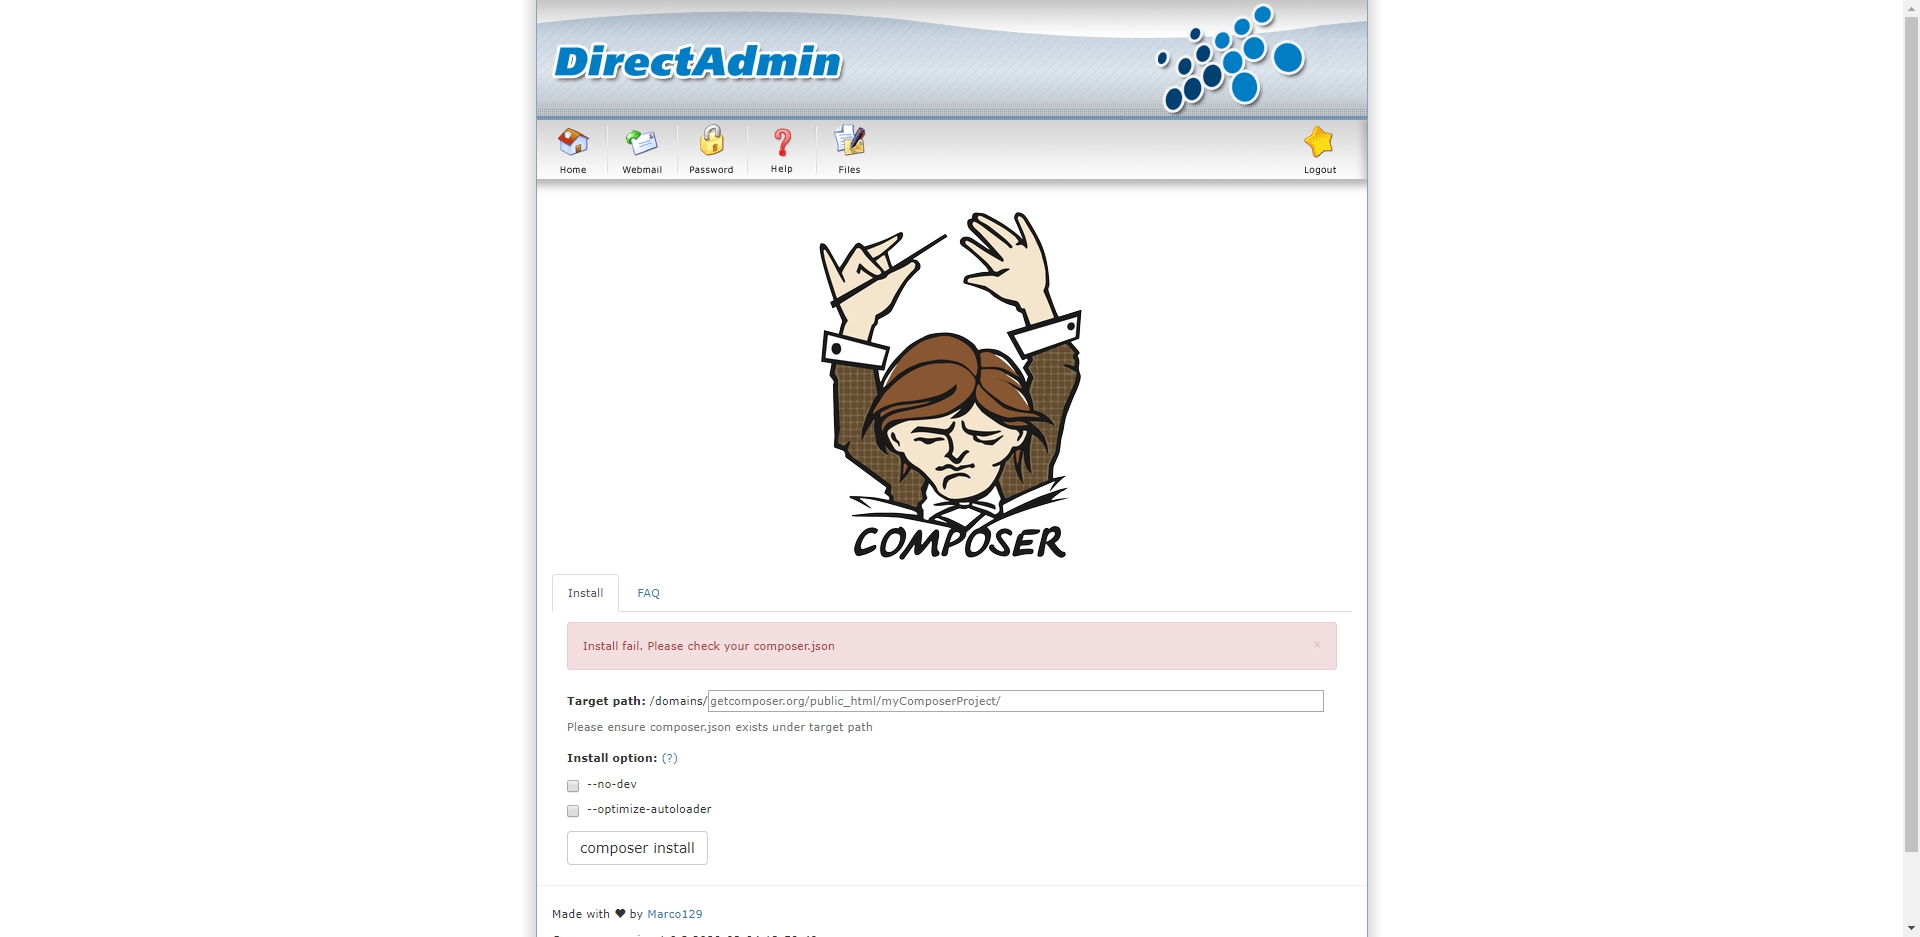 DirectAdmin
Home Webmail Password Help Files Logout
COMPOSER
Install FAQ
Install fail. Please check your composer.json ×
Target path: /domains/getcomposer.org/public_html/myComposerProject/
Please ensure composer.json exists under target path
Install option: (?)
--no-dev
--optimize-autoloader
composer install
Made with ♥ by Marco129